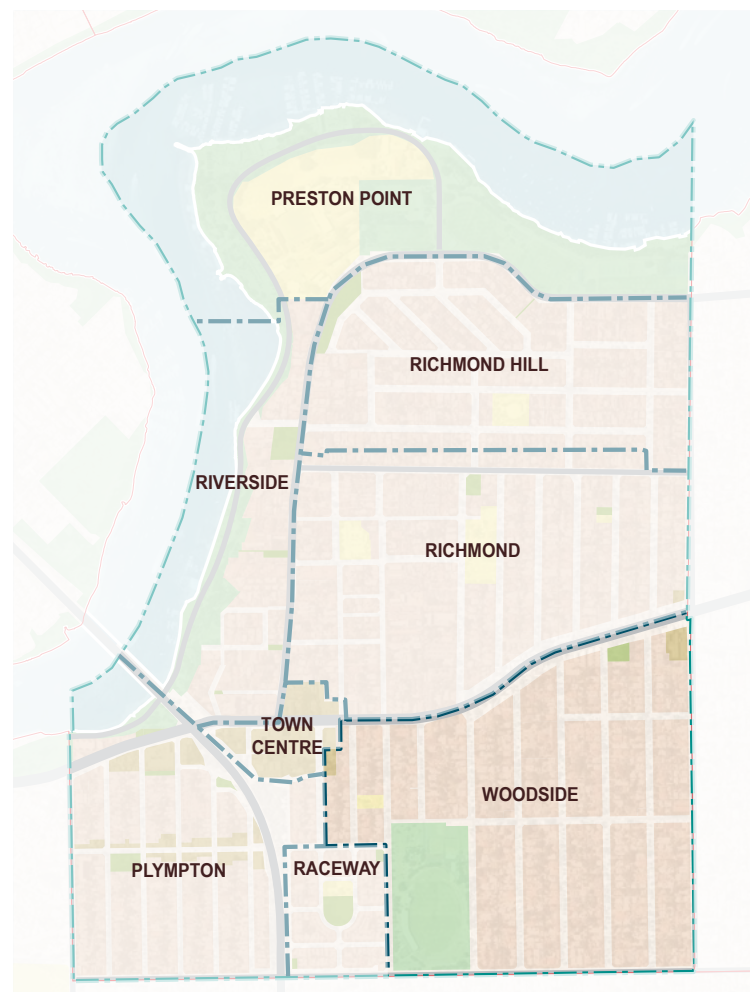 PRESTON POINT
RICHMOND HILL
RIVERSIDE
RICHMOND
TOWN
CENTRE
WOODSIDE
PLYMPTON
RACEWAY